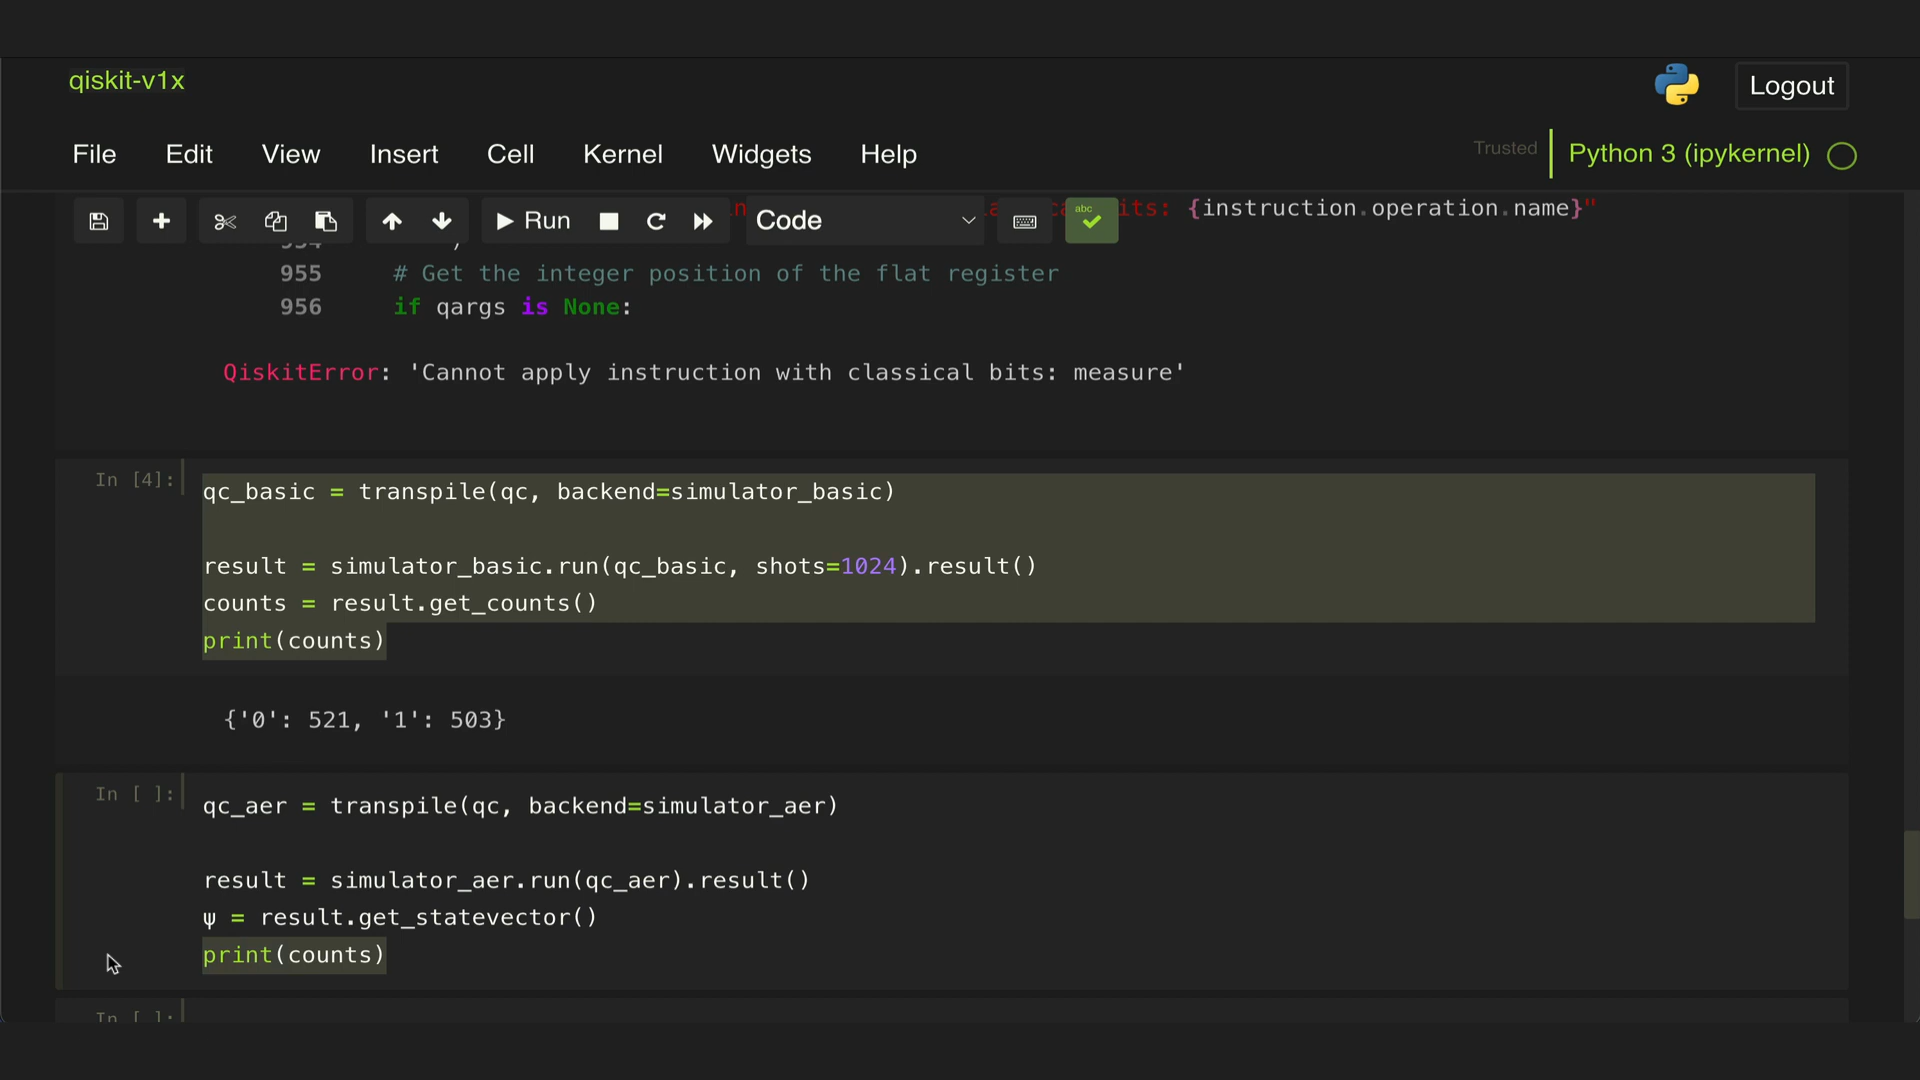 qiskit-v1x
Logout
File Edit View Insert Cell Kernel Widgets Help
Trusted
Python 3 (ipykernel)
Run
Code
abc
its: {instruction.operation.name}"
955 # Get the integer position of the flat register
956 if qargs is None:
QiskitError: 'Cannot apply instruction with classical bits: measure'
In [4]:
qc_basic = transpile(qc, backend=simulator_basic)
result = simulator_basic.run(qc_basic, shots=1024).result()
counts = result.get_counts()
print(counts)
{'0': 521, '1': 503}
In [ ]:
qc_aer = transpile(qc, backend=simulator_aer)
result = simulator_aer.run(qc_aer).result()
ψ = result.get_statevector()
print(counts)
In [ ]: